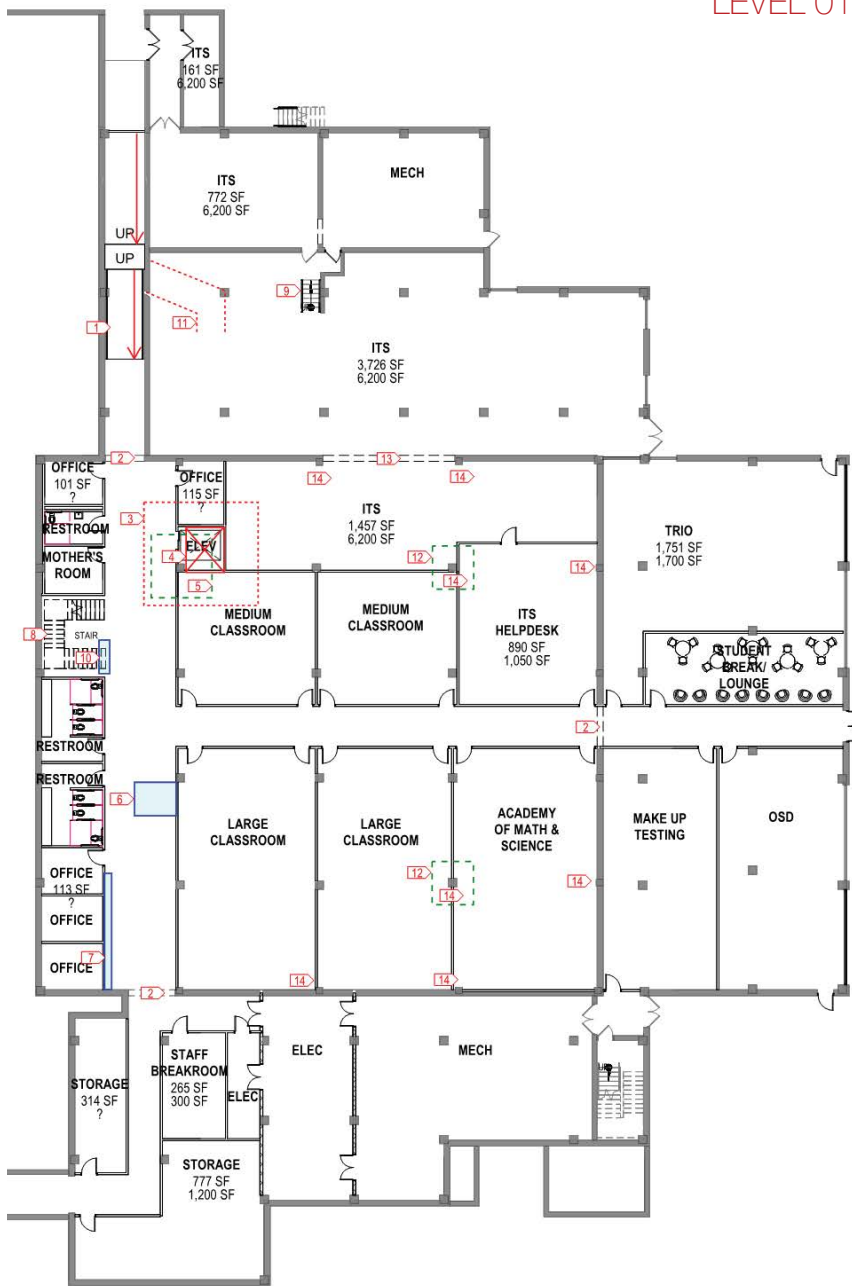 LEVEL 01
ITS
161 SF
6,200 SF
ITS
772 SF
6,200 SF
MECH
UP
UP
9
11
1
ITS
3,726 SF
6,200 SF
2
13
OFFICE
101 SF
?
OFFICE
115 SF
?
14
14
3
RESTROOM
ITS
1,457 SF
6,200 SF
TRIO
1,751 SF
1,700 SF
4
ELEV
12
MOTHER'S
ROOM
5
14
14
MEDIUM
CLASSROOM
MEDIUM
CLASSROOM
ITS
HELPDESK
890 SF
1,050 SF
8
STAIR
10
STUDENT
BREAK/
LOUNGE
2
RESTROOM
RESTROOM
6
LARGE
CLASSROOM
LARGE
CLASSROOM
ACADEMY
OF MATH &
SCIENCE
MAKE UP
TESTING
OSD
OFFICE
113 SF
?
12
14
14
OFFICE
7
OFFICE
14
14
2
STORAGE
314 SF
?
STAFF
BREAKROOM
265 SF
300 SF
ELEC
ELEC
MECH
STORAGE
777 SF
1,200 SF